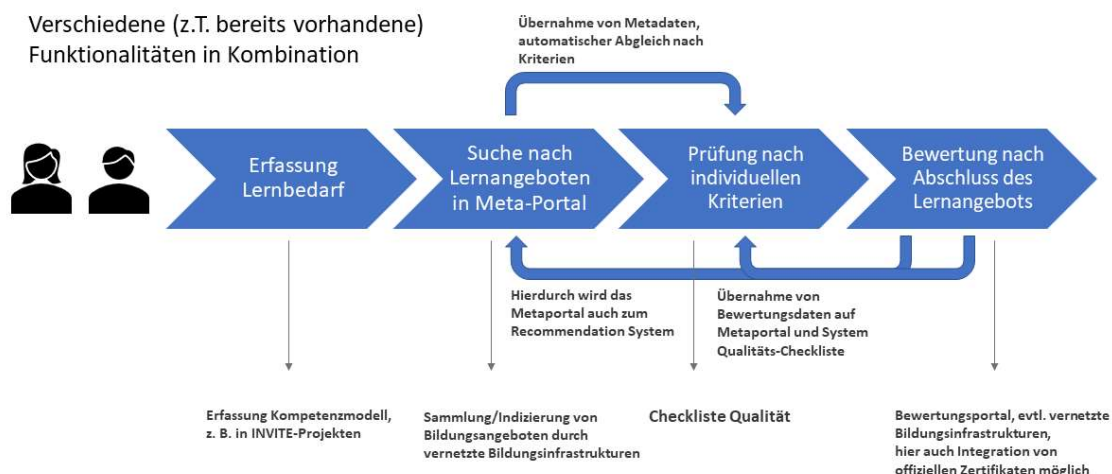 Verschiedene (z.T. bereits vorhandene)
Funktionalitäten in Kombination
Übernahme von Metadaten,
automatischer Abgleich nach
Kriterien
Erfassung
Lernbedarf
Suche nach
Lernangeboten
in Meta-Portal
Prüfung nach
individuellen
Kriterien
Bewertung nach
Abschluss des
Lernangebots
Hierdurch wird das
Metaportal auch zum
Recommendation System
Übernahme von
Bewertungsdaten auf
Metaportal und System
Qualitäts-Checkliste
Erfassung Kompetenzmodell,
z. B. in INVITE-Projekten
Sammlung/Indizierung von
Bildungsangeboten durch
vernetzte Bildungsinfrastrukturen
Checkliste Qualität
Bewertungsportal, evtl. vernetzte
Bildungsinfrastrukturen,
hier auch Integration von
offiziellen Zertifikaten möglich